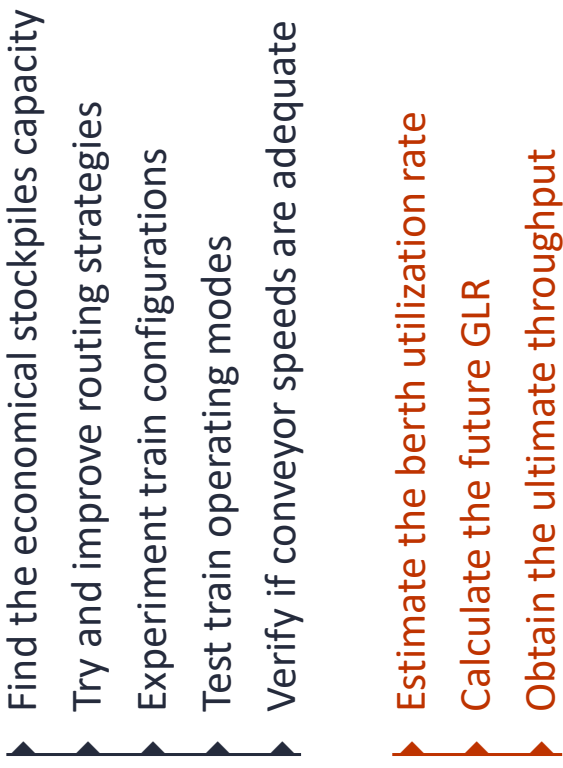 Find the economical stockpiles capacity
Try and improve routing strategies
Experiment train configurations
Test train operating modes
Verify if conveyor speeds are adequate
Estimate the berth utilization rate
Calculate the future GLR
Obtain the ultimate throughput